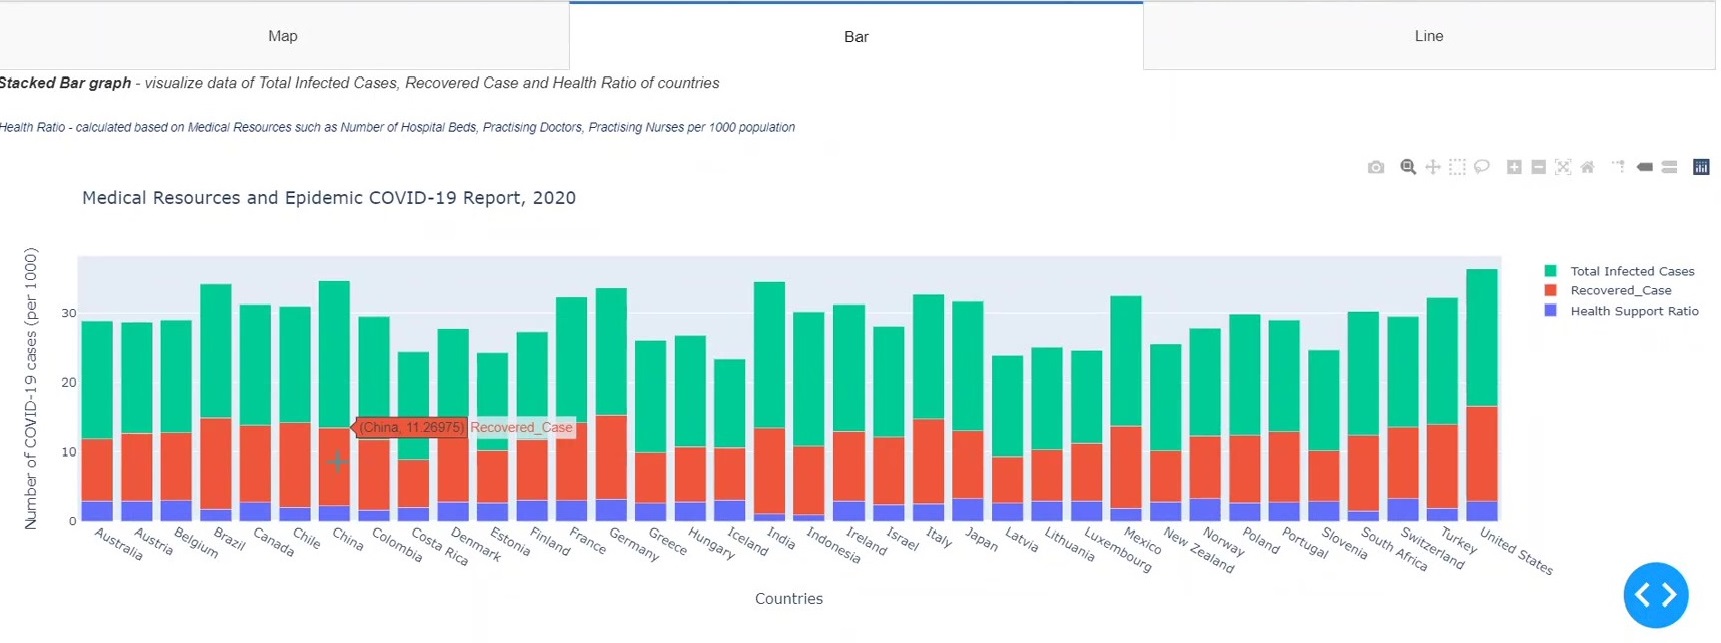 Map
Bar
Line
Stacked Bar graph - visualize data of Total Infected Cases, Recovered Case and Health Ratio of countries
Health Ratio - calculated based on Medical Resources such as Number of Hospital Beds, Practising Doctors, Practising Nurses per 1000 population
Medical Resources and Epidemic COVID-19 Report, 2020
Number of COVID-19 cases (per 1000)
30
20
10
0
(China, 11.26975)
Recovered_Case
Total Infected Cases
Recovered_Case
Health Support Ratio
Australia
Austria
Belgium
Brazil
Canada
Chile
China
Colombia
Costa Rica
Denmark
Estonia
Finland
France
Germany
Greece
Hungary
Iceland
India
Indonesia
Ireland
Israel
Italy
Japan
Latvia
Lithuania
Luxembourg
Mexico
New Zealand
Norway
Poland
Portugal
Slovenia
South Africa
Switzerland
Turkey
United States
Countries